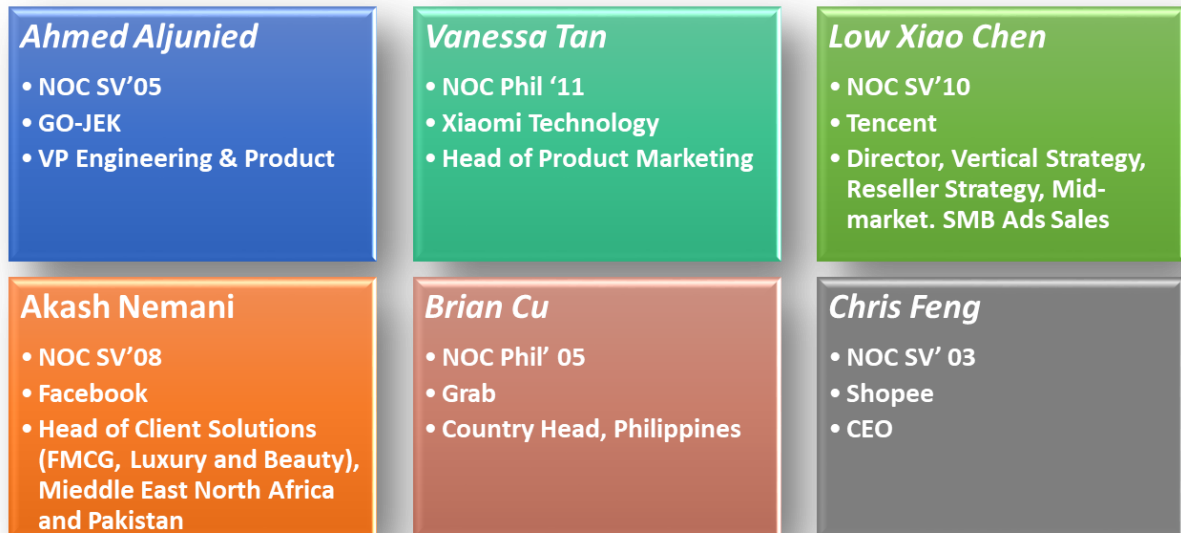 Ahmed Aljunied
• NOC SV'05
• GO-JEK
• VP Engineering & Product
Vanessa Tan
• NOC Phil ‘11
• Xiaomi Technology
• Head of Product Marketing
Low Xiao Chen
• NOC SV'10
• Tencent
• Director, Vertical Strategy,
Reseller Strategy, Mid-
market. SMB Ads Sales
Akash Nemani
• NOC SV'08
• Facebook
• Head of Client Solutions
(FMCG, Luxury and Beauty),
Mieddle East North Africa
and Pakistan
Brian Cu
• NOC Phil’ 05
• Grab
• Country Head, Philippines
Chris Feng
• NOC SV’ 03
• Shopee
• CEO